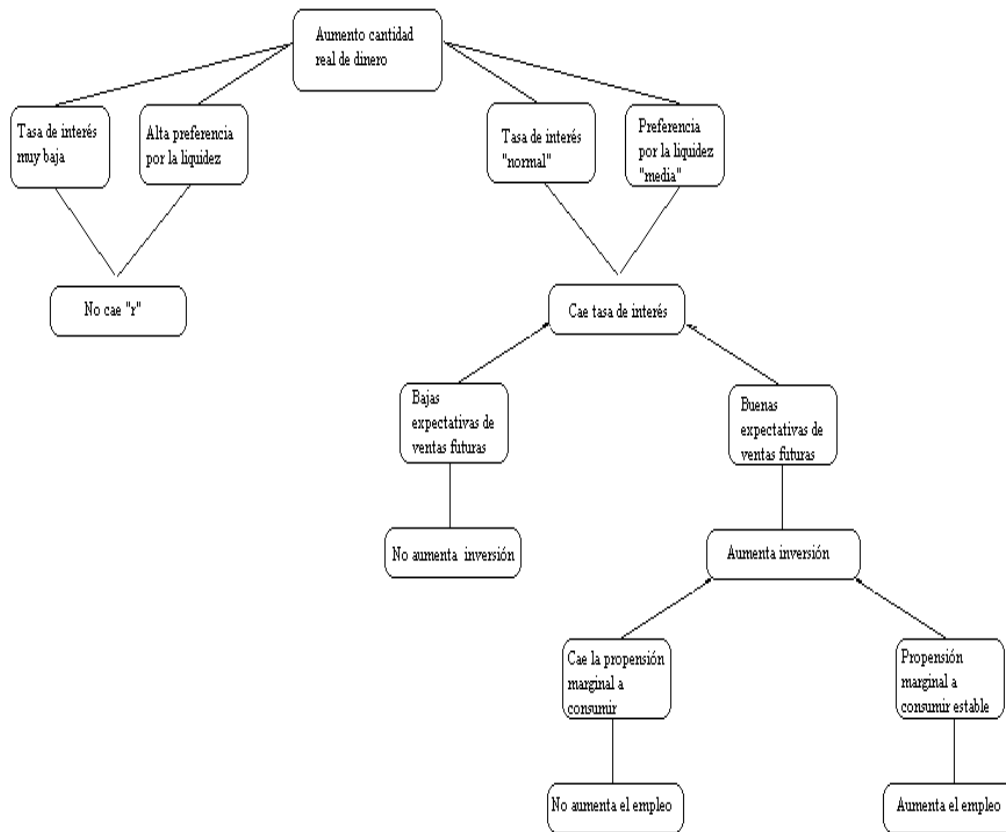 Aumento cantidad
real de dinero
Tasa de interés
muy baja
Alta preferencia
por la liquidez
Tasa de interés
"normal"
Preferencia
por la liquidez
"media"
No cae "r"
Cae tasa de interés
Bajas
expectativas de
ventas futuras
Buenas
expectativas de
ventas futuras
No aumenta inversión
Aumenta inversión
Cae la propensión
marginal a
consumir
Propensión
marginal a
consumir estable
No aumenta el empleo
Aumenta el empleo